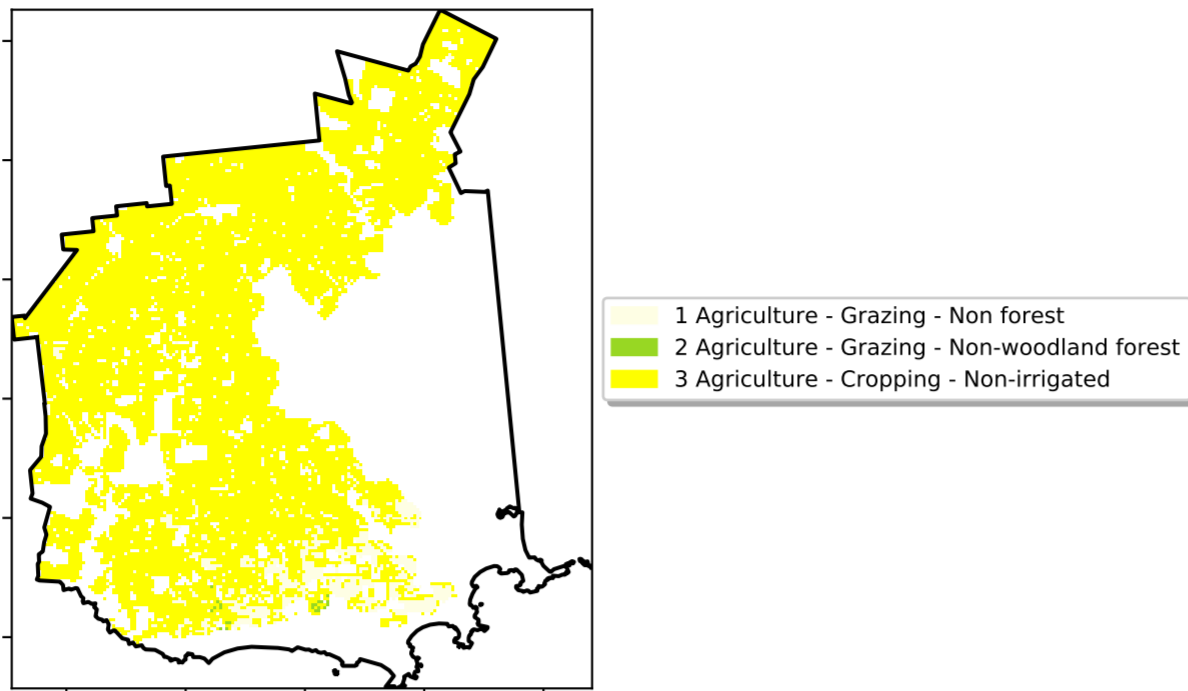 1 Agriculture - Grazing - Non forest
2 Agriculture - Grazing - Non-woodland forest
3 Agriculture - Cropping - Non-irrigated